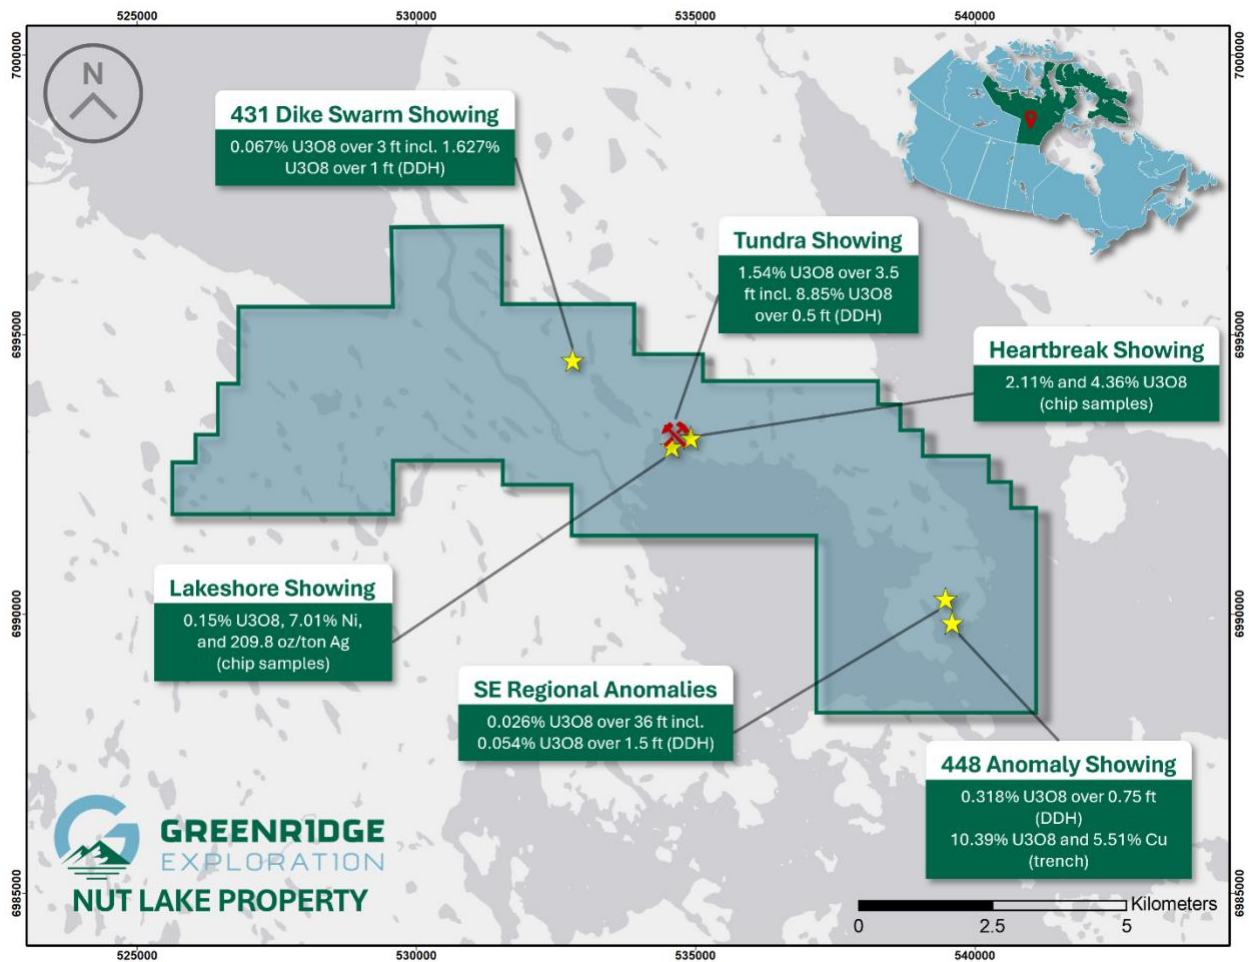 525000
530000
535000
540000
7000000
7000000
N
431 Dike Swarm Showing
0.067% U3O8 over 3 ft incl. 1.627%
U3O8 over 1 ft (DDH)
Tundra Showing
1.54% U3O8 over 3.5
ft incl. 8.85% U3O8
over 0.5 ft (DDH)
6995000
6995000
Heartbreak Showing
2.11% and 4.36% U3O8
(chip samples)
Lakeshore Showing
0.15% U3O8, 7.01% Ni,
and 209.8 oz/ton Ag
(chip samples)
6990000
6990000
SE Regional Anomalies
0.026% U3O8 over 36 ft incl.
0.054% U3O8 over 1.5 ft (DDH)
448 Anomaly Showing
0.318% U3O8 over 0.75 ft
(DDH)
10.39% U3O8 and 5.51% Cu
(trench)
GREENRIDGE
EXPLORATION
NUT LAKE PROPERTY
6985000
6985000
Kilometers
0
2.5
5
525000
530000
535000
540000